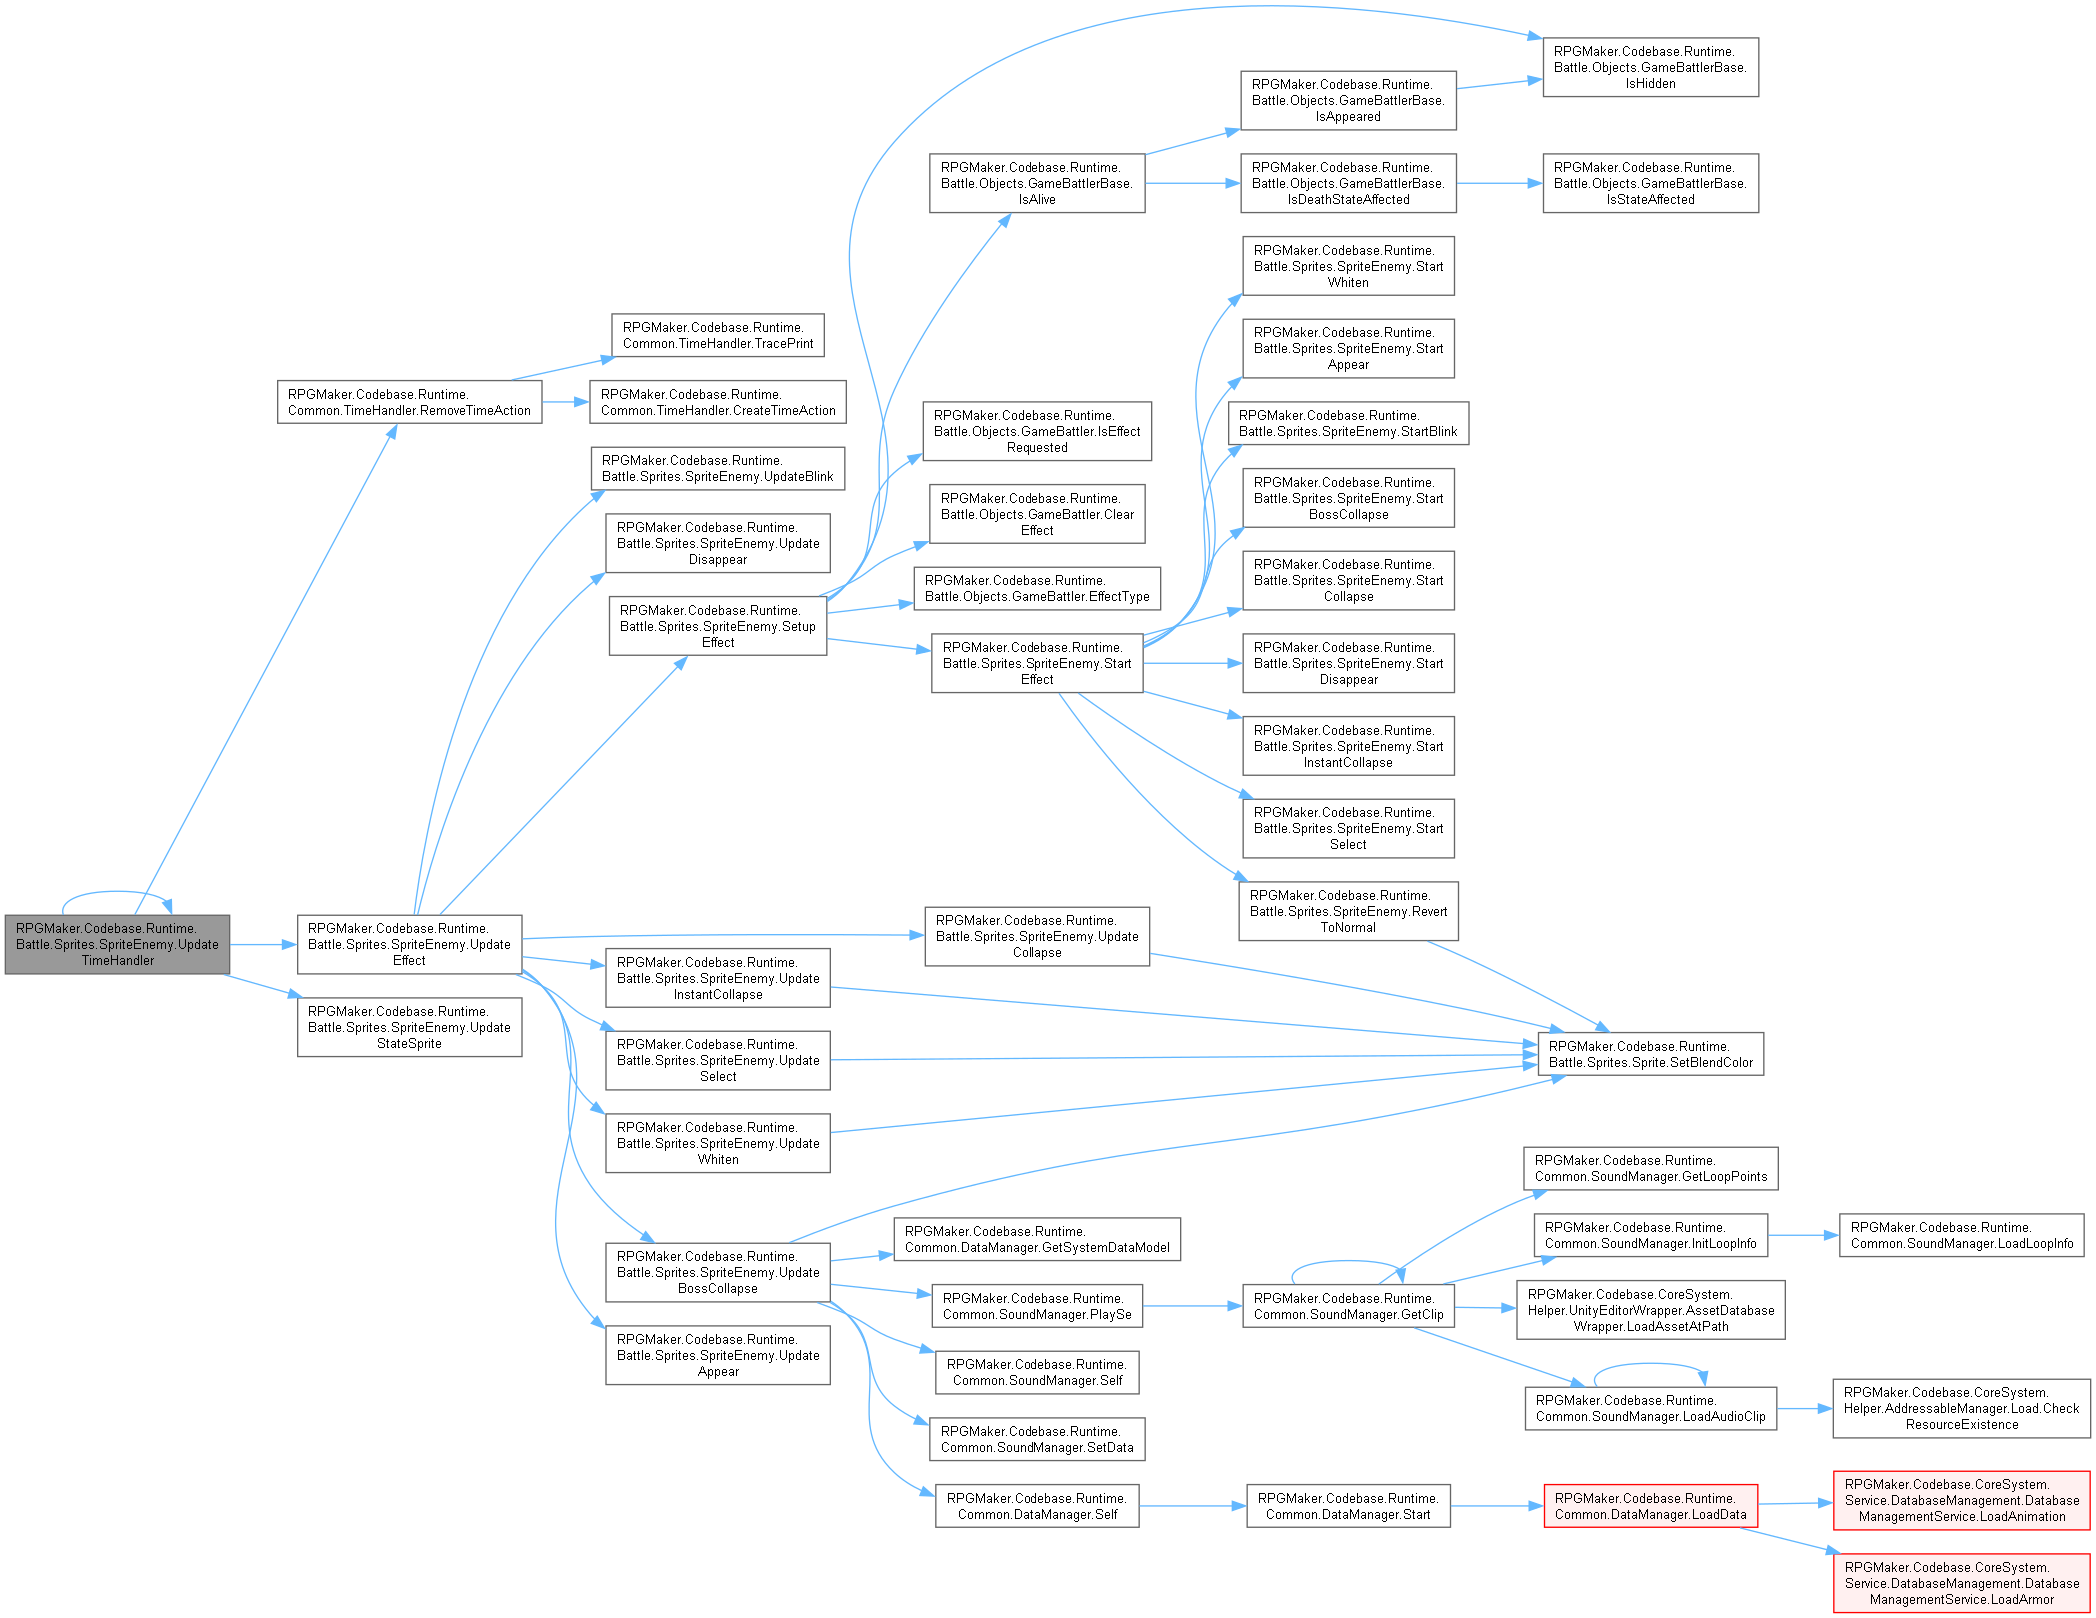 RPGMaker.Codebase.Runtime.
Battle.Objects.GameBattlerBase.
IsHidden
RPGMaker.Codebase.Runtime.
Battle.Objects.GameBattlerBase.
IsAppeared
RPGMaker.Codebase.Runtime.
Battle.Objects.GameBattlerBase.
IsAlive
RPGMaker.Codebase.Runtime.
Battle.Objects.GameBattlerBase.
IsDeathStateAffected
RPGMaker.Codebase.Runtime.
Battle.Objects.GameBattlerBase.
IsStateAffected
RPGMaker.Codebase.Runtime.
Battle.Sprites.SpriteEnemy.Start
Whiten
RPGMaker.Codebase.Runtime.
Common.TimeHandler.TracePrint
RPGMaker.Codebase.Runtime.
Battle.Sprites.SpriteEnemy.Start
Appear
RPGMaker.Codebase.Runtime.
Common.TimeHandler.RemoveTimeAction
RPGMaker.Codebase.Runtime.
Common.TimeHandler.CreateTimeAction
RPGMaker.Codebase.Runtime.
Battle.Objects.GameBattler.IsEffect
Requested
RPGMaker.Codebase.Runtime.
Battle.Sprites.SpriteEnemy.StartBlink
RPGMaker.Codebase.Runtime.
Battle.Sprites.SpriteEnemy.UpdateBlink
RPGMaker.Codebase.Runtime.
Battle.Objects.GameBattler.Clear
Effect
RPGMaker.Codebase.Runtime.
Battle.Sprites.SpriteEnemy.Start
BossCollapse
RPGMaker.Codebase.Runtime.
Battle.Sprites.SpriteEnemy.Update
Disappear
RPGMaker.Codebase.Runtime.
Battle.Objects.GameBattler.EffectType
RPGMaker.Codebase.Runtime.
Battle.Sprites.SpriteEnemy.Start
Collapse
RPGMaker.Codebase.Runtime.
Battle.Sprites.SpriteEnemy.Setup
Effect
RPGMaker.Codebase.Runtime.
Battle.Sprites.SpriteEnemy.Start
Effect
RPGMaker.Codebase.Runtime.
Battle.Sprites.SpriteEnemy.Start
Disappear
RPGMaker.Codebase.Runtime.
Battle.Sprites.SpriteEnemy.Start
InstantCollapse
RPGMaker.Codebase.Runtime.
Battle.Sprites.SpriteEnemy.Start
Select
RPGMaker.Codebase.Runtime.
Battle.Sprites.SpriteEnemy.Revert
ToNormal
RPGMaker.Codebase.Runtime.
Battle.Sprites.SpriteEnemy.Update
TimeHandler
RPGMaker.Codebase.Runtime.
Battle.Sprites.SpriteEnemy.Update
Effect
RPGMaker.Codebase.Runtime.
Battle.Sprites.SpriteEnemy.Update
Collapse
RPGMaker.Codebase.Runtime.
Battle.Sprites.SpriteEnemy.Update
InstantCollapse
RPGMaker.Codebase.Runtime.
Battle.Sprites.SpriteEnemy.Update
StateSprite
RPGMaker.Codebase.Runtime.
Battle.Sprites.SpriteEnemy.Update
Select
RPGMaker.Codebase.Runtime.
Battle.Sprites.Sprite.SetBlendColor
RPGMaker.Codebase.Runtime.
Battle.Sprites.SpriteEnemy.Update
Whiten
RPGMaker.Codebase.Runtime.
Common.SoundManager.GetLoopPoints
RPGMaker.Codebase.Runtime.
Common.DataManager.GetSystemDataModel
RPGMaker.Codebase.Runtime.
Common.SoundManager.InitLoopInfo
RPGMaker.Codebase.Runtime.
Common.SoundManager.LoadLoopInfo
RPGMaker.Codebase.Runtime.
Battle.Sprites.SpriteEnemy.Update
BossCollapse
RPGMaker.Codebase.Runtime.
Common.SoundManager.PlaySe
RPGMaker.Codebase.Runtime.
Common.SoundManager.GetClip
RPGMaker.Codebase.CoreSystem.
Helper.UnityEditorWrapper.AssetDatabase
Wrapper.LoadAssetAtPath
RPGMaker.Codebase.Runtime.
Battle.Sprites.SpriteEnemy.Update
Appear
RPGMaker.Codebase.Runtime.
Common.SoundManager.Self
RPGMaker.Codebase.Runtime.
Common.SoundManager.LoadAudioClip
RPGMaker.Codebase.CoreSystem.
Helper.AddressableManager.Load.Check
ResourceExistence
RPGMaker.Codebase.Runtime.
Common.SoundManager.SetData
RPGMaker.Codebase.Runtime.
Common.DataManager.Self
RPGMaker.Codebase.Runtime.
Common.DataManager.Start
RPGMaker.Codebase.Runtime.
Common.DataManager.LoadData
RPGMaker.Codebase.CoreSystem.
Service.DatabaseManagement.Database
ManagementService.LoadAnimation
RPGMaker.Codebase.CoreSystem.
Service.DatabaseManagement.Database
ManagementService.LoadArmor